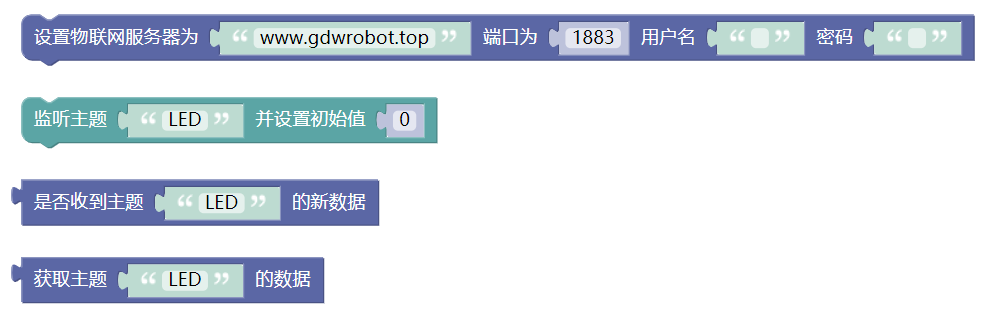 设置物联网服务器为 “ www.gdwrobot.top ” 端口为 1883 用户名 “ ” 密码 “ ”
监听主题 “ LED ” 并设置初始值 0
是否收到主题 “ LED ” 的新数据
获取主题 “ LED ” 的数据